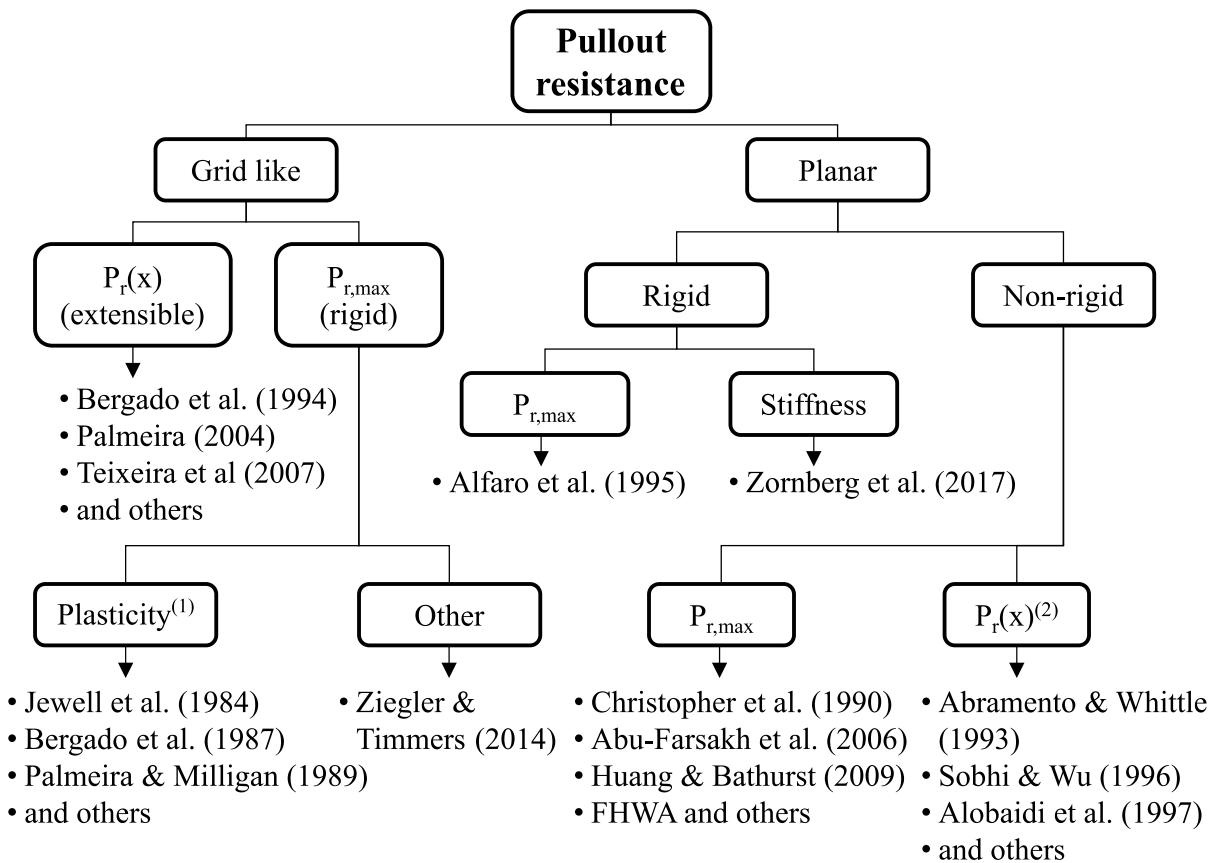 Pullout
resistance
Grid like
Planar
Pr(x)
(extensible)
Pr,max
(rigid)
Rigid
Non-rigid
• Bergado et al. (1994)
• Palmeira (2004)
• Teixeira et al (2007)
• and others
Pr,max
Stiffness
• Alfaro et al. (1995)
• Zornberg et al. (2017)
Plasticity(1)
Other
Pr,max
Pr(x)(2)
• Jewell et al. (1984)
• Bergado et al. (1987)
• Palmeira & Milligan (1989)
• and others
• Ziegler &
Timmers (2014)
• Christopher et al. (1990)
• Abu-Farsakh et al. (2006)
• Huang & Bathurst (2009)
• FHWA and others
• Abramento & Whittle
(1993)
• Sobhi & Wu (1996)
• Alobaidi et al. (1997)
• and others